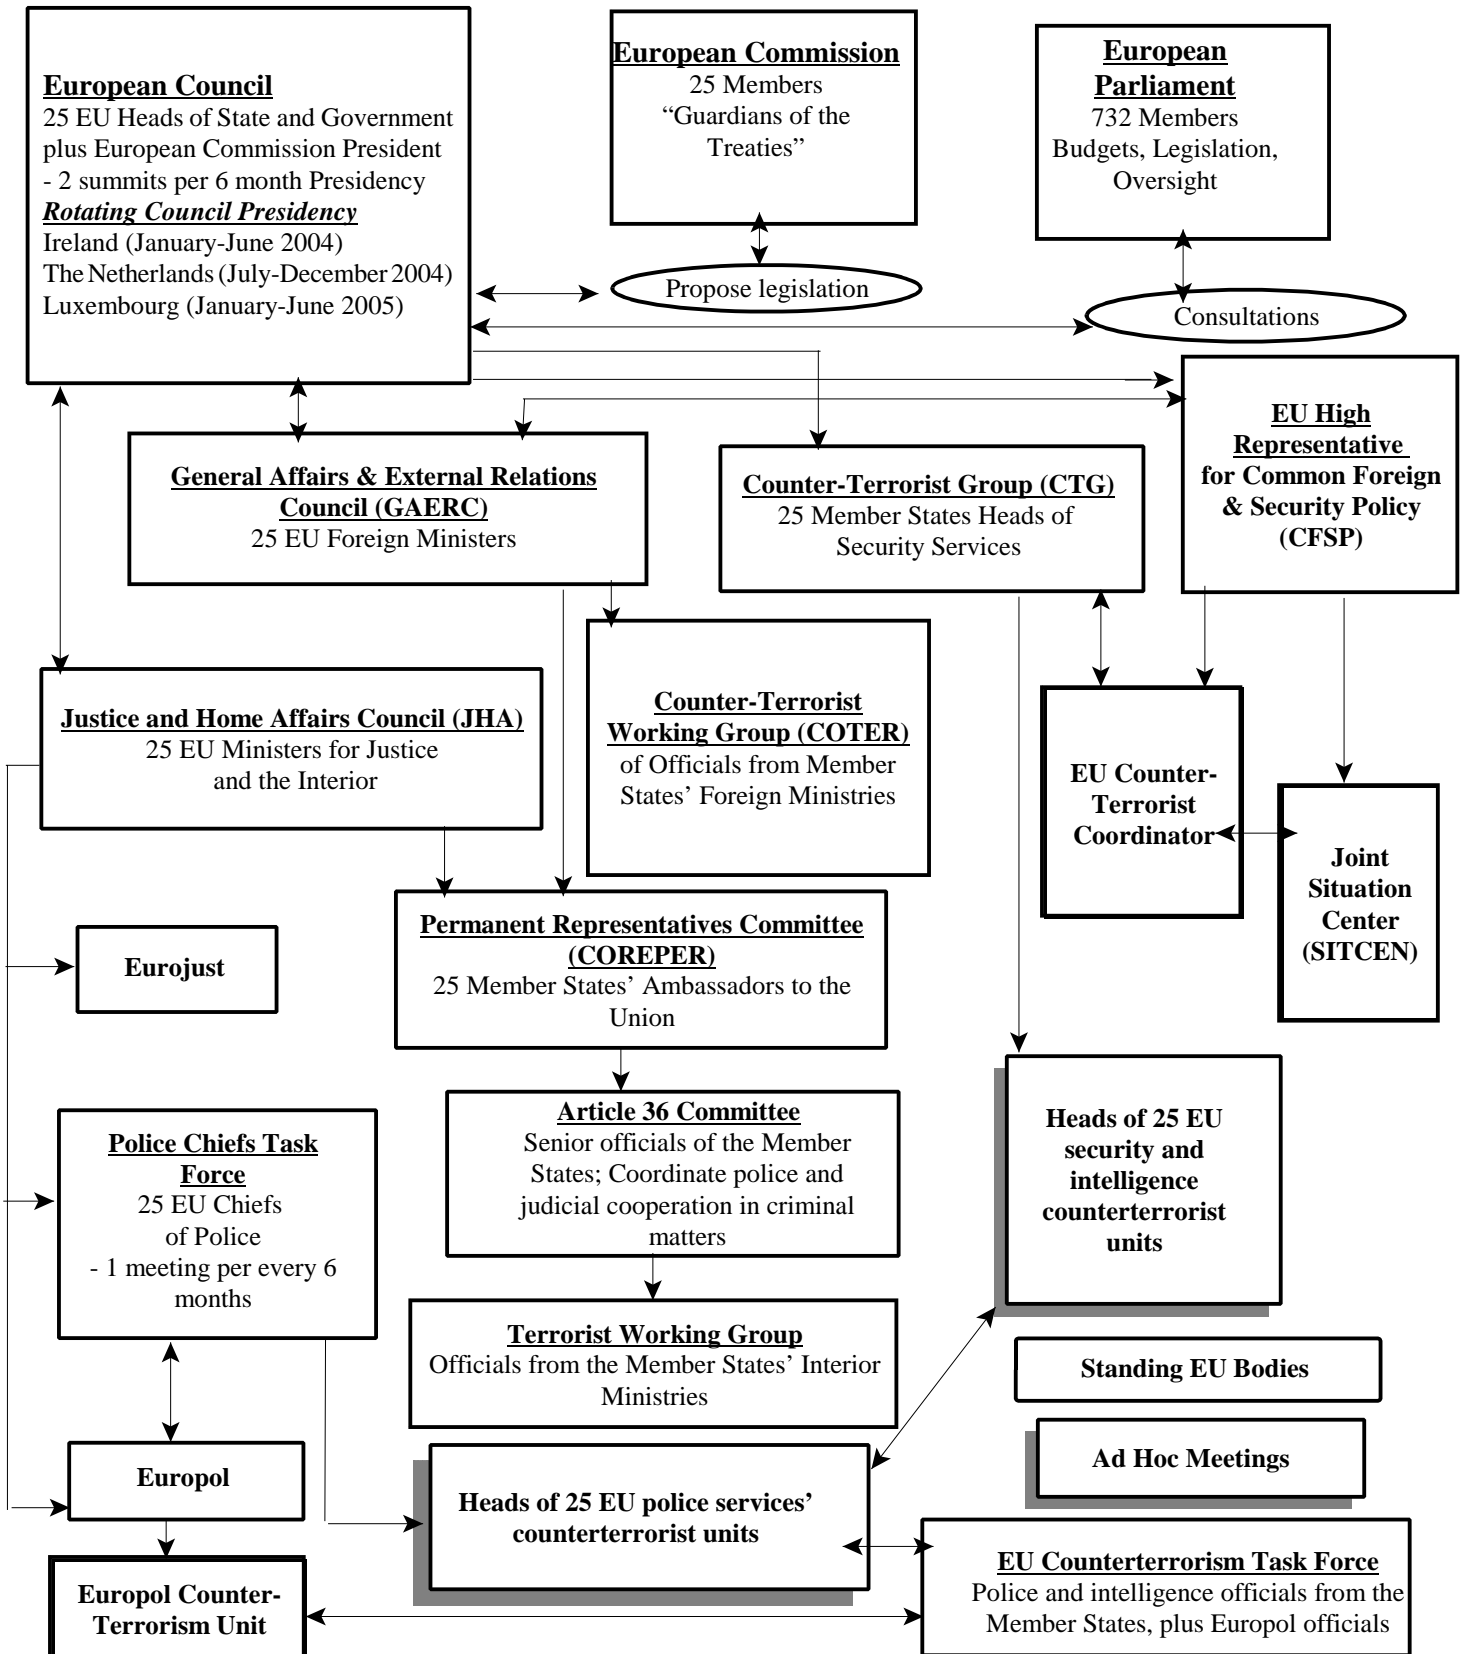 European Council
25 EU Heads of State and Government
plus European Commission President
- 2 summits per 6 month Presidency
Rotating Council Presidency
Ireland (January-June 2004)
The Netherlands (July-December 2004)
Luxembourg (January-June 2005)
European Commission
25 Members
“Guardians of the
Treaties”
European
Parliament
732 Members
Budgets, Legislation,
Oversight
Propose legislation
Consultations
General Affairs & External Relations
Council (GAERC)
25 EU Foreign Ministers
Counter-Terrorist Group (CTG)
25 Member States Heads of
Security Services
EU High
Representative
for Common Foreign
& Security Policy
(CFSP)
Justice and Home Affairs Council (JHA)
25 EU Ministers for Justice
and the Interior
Counter-Terrorist
Working Group (COTER)
of Officials from Member
States’ Foreign Ministries
EU Counter-
Terrorist
Coordinator
Joint
Situation
Center
(SITCEN)
Permanent Representatives Committee
(COREPER)
25 Member States’ Ambassadors to the
Union
Eurojust
Article 36 Committee
Senior officials of the Member
States; Coordinate police and
judicial cooperation in criminal
matters
Heads of 25 EU
security and
intelligence
counterrorist
units
Police Chiefs Task
Force
25 EU Chiefs
of Police
- 1 meeting per every 6
months
Terrorist Working Group
Officials from the Member States’ Interior
Ministries
Standing EU Bodies
Ad Hoc Meetings
Europol
Heads of 25 EU police services’
counterrorist units
EU Counterterrorism Task Force
Police and intelligence officials from the
Member States, plus Europol officials
Europol Counter-
Terrorism Unit